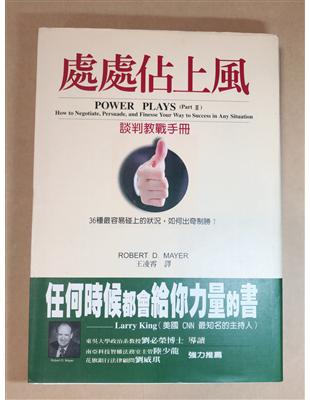 處處佔上風
POWER PLAYS (Part Ⅱ)
How to Negotiate, Persuade, and Finesse Your Way to Success in Any Situation
談判教戰手冊
36種最容易碰上的狀況，如何出奇制勝？
ROBERT D. MAYER
王凌霄 譯
任何時候都會給你力量的書
Larry King(美國 CNN 最知名的主持人)
東吳大學政治系教授劉必榮博士 導讀
南亞科技智權法務室主管陸少龍
花旗銀行法律顧問劉威琪
強力推薦
Robert D. Mayer